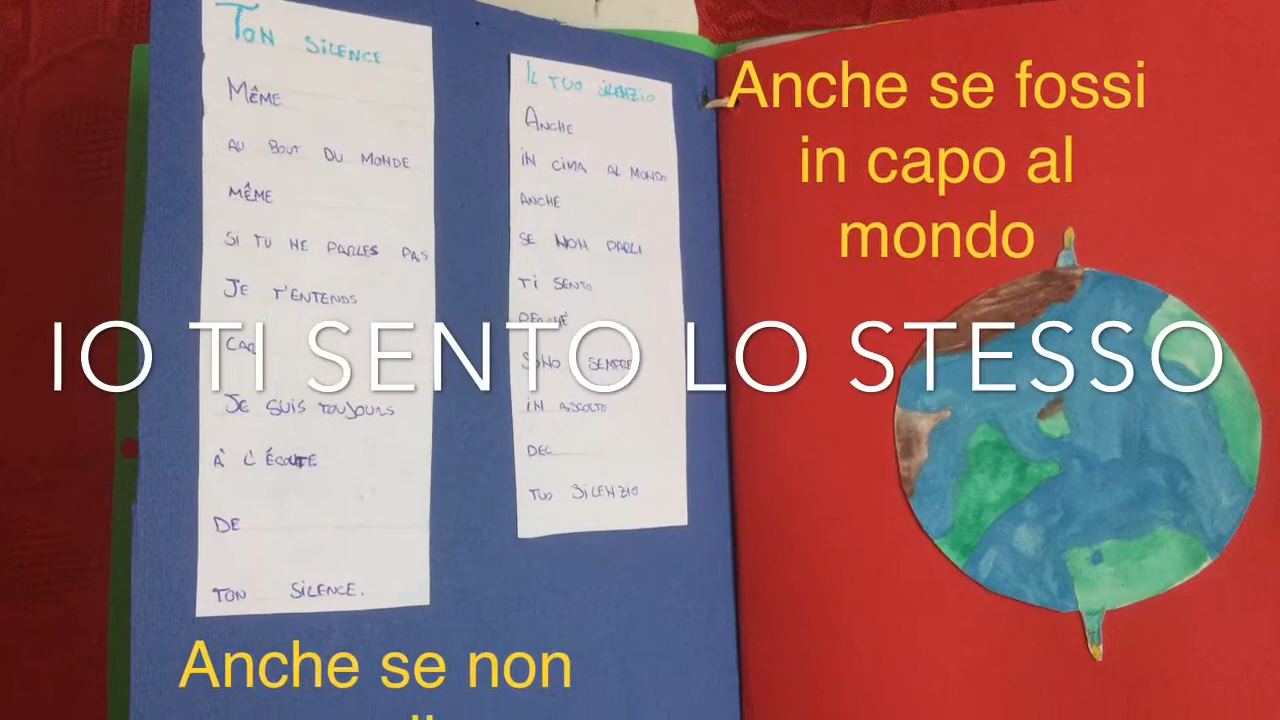 TON SILENCE
MÊME
AU BOUT DU MONDE
MÊME
SI TU NE PARLES PAS
JE T'ENTENDS
CAR
JE SUIS TOUJOURS
À L'ÉCOUTE
DE
TON SILENCE.
IL TUO SILENZIO
ANCHE
IN CIMA AL MONDO
ANCHE
SE NON PARLI
TI SENTO
PERCHÉ
SONO SEMPRE
IN ASCOLTO
DEL
TUO SILENZIO
Anche se fossi
in capo al
mondo
IO TI SENTO LO STESSO
Anche se non